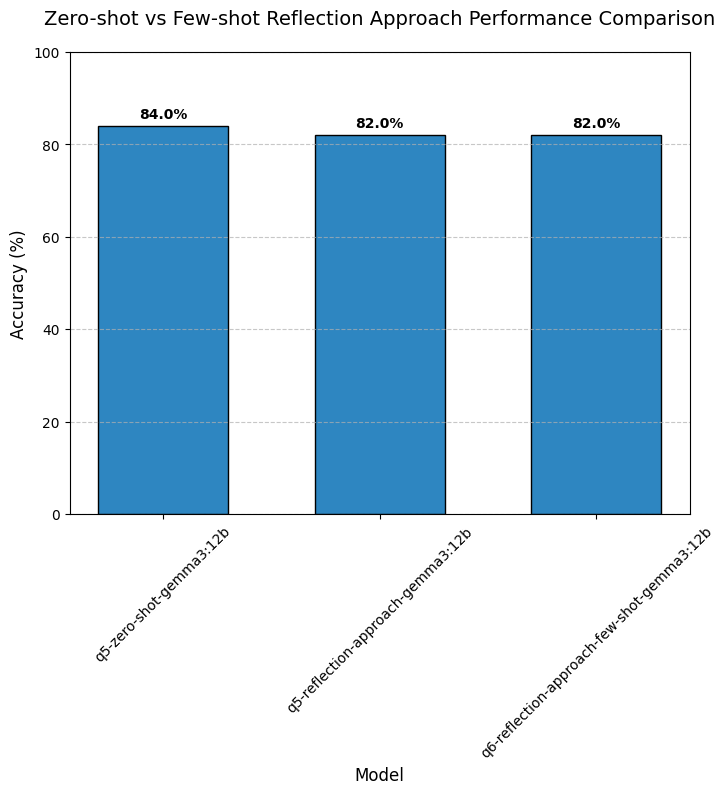 Zero-shot vs Few-shot Reflection Approach Performance Comparison
100
80
60
40
20
0
Accuracy (%)
84.0%
82.0%
82.0%
q5-zero-shot-gemma3:12b
q5-reflection-approach-gemma3:12b
q6-reflection-approach-few-shot-gemma3:12b
Model